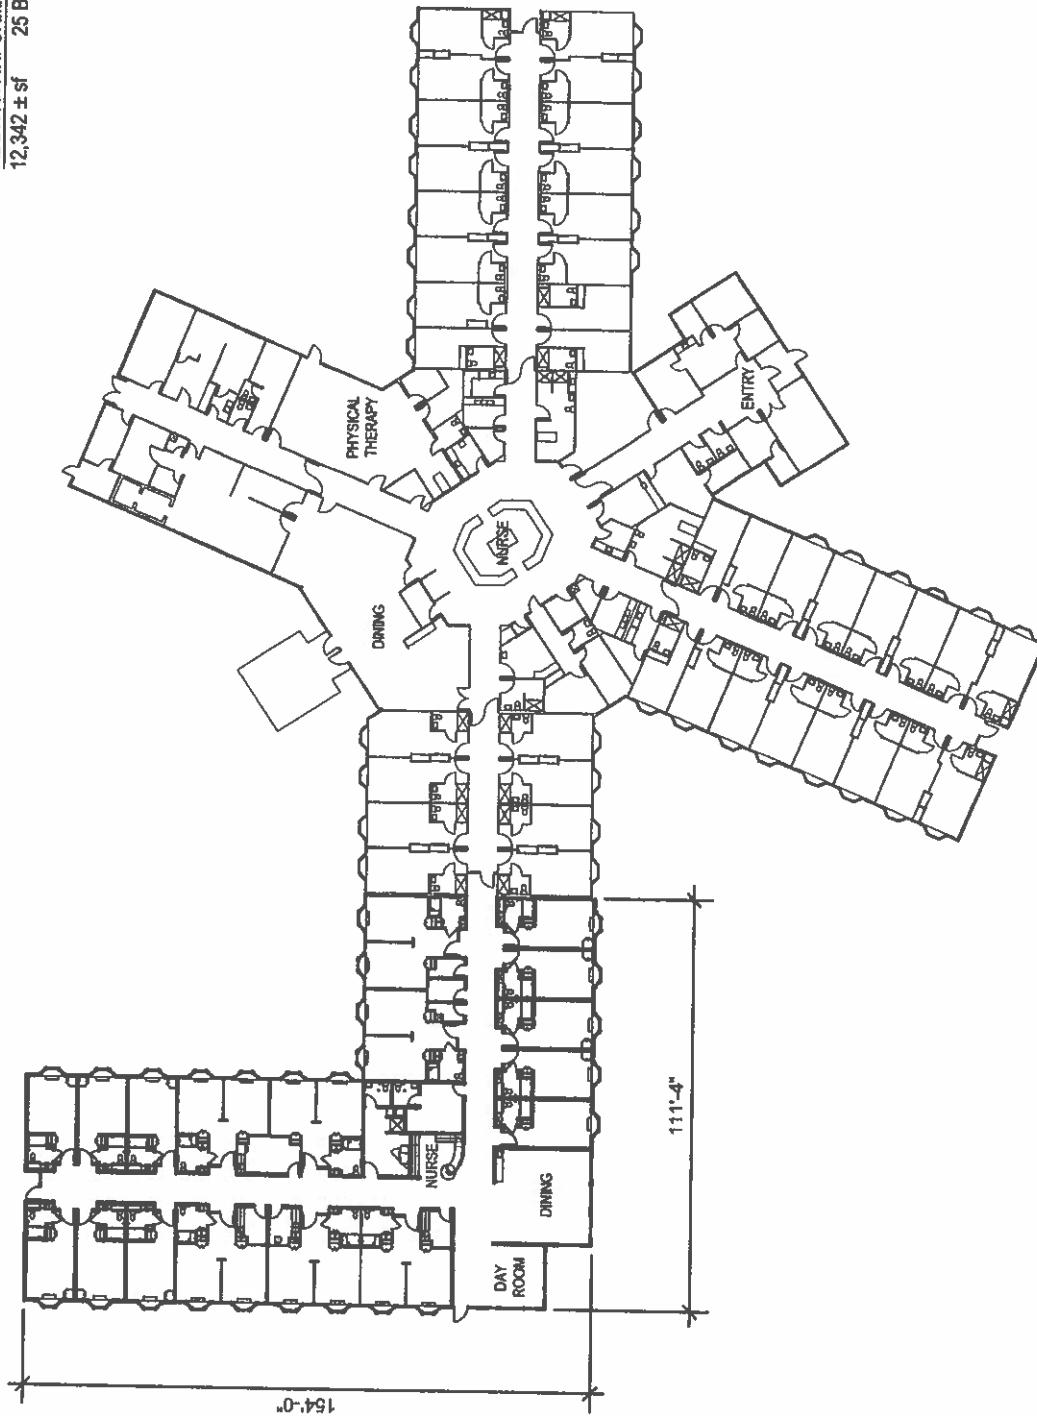 12,342 ± sf 25 B
PHYSICAL
THERAPY
ENTRY
NURSE
DINING
NURSE
DINING
DAY
ROOM
111'-4"
154'-0"